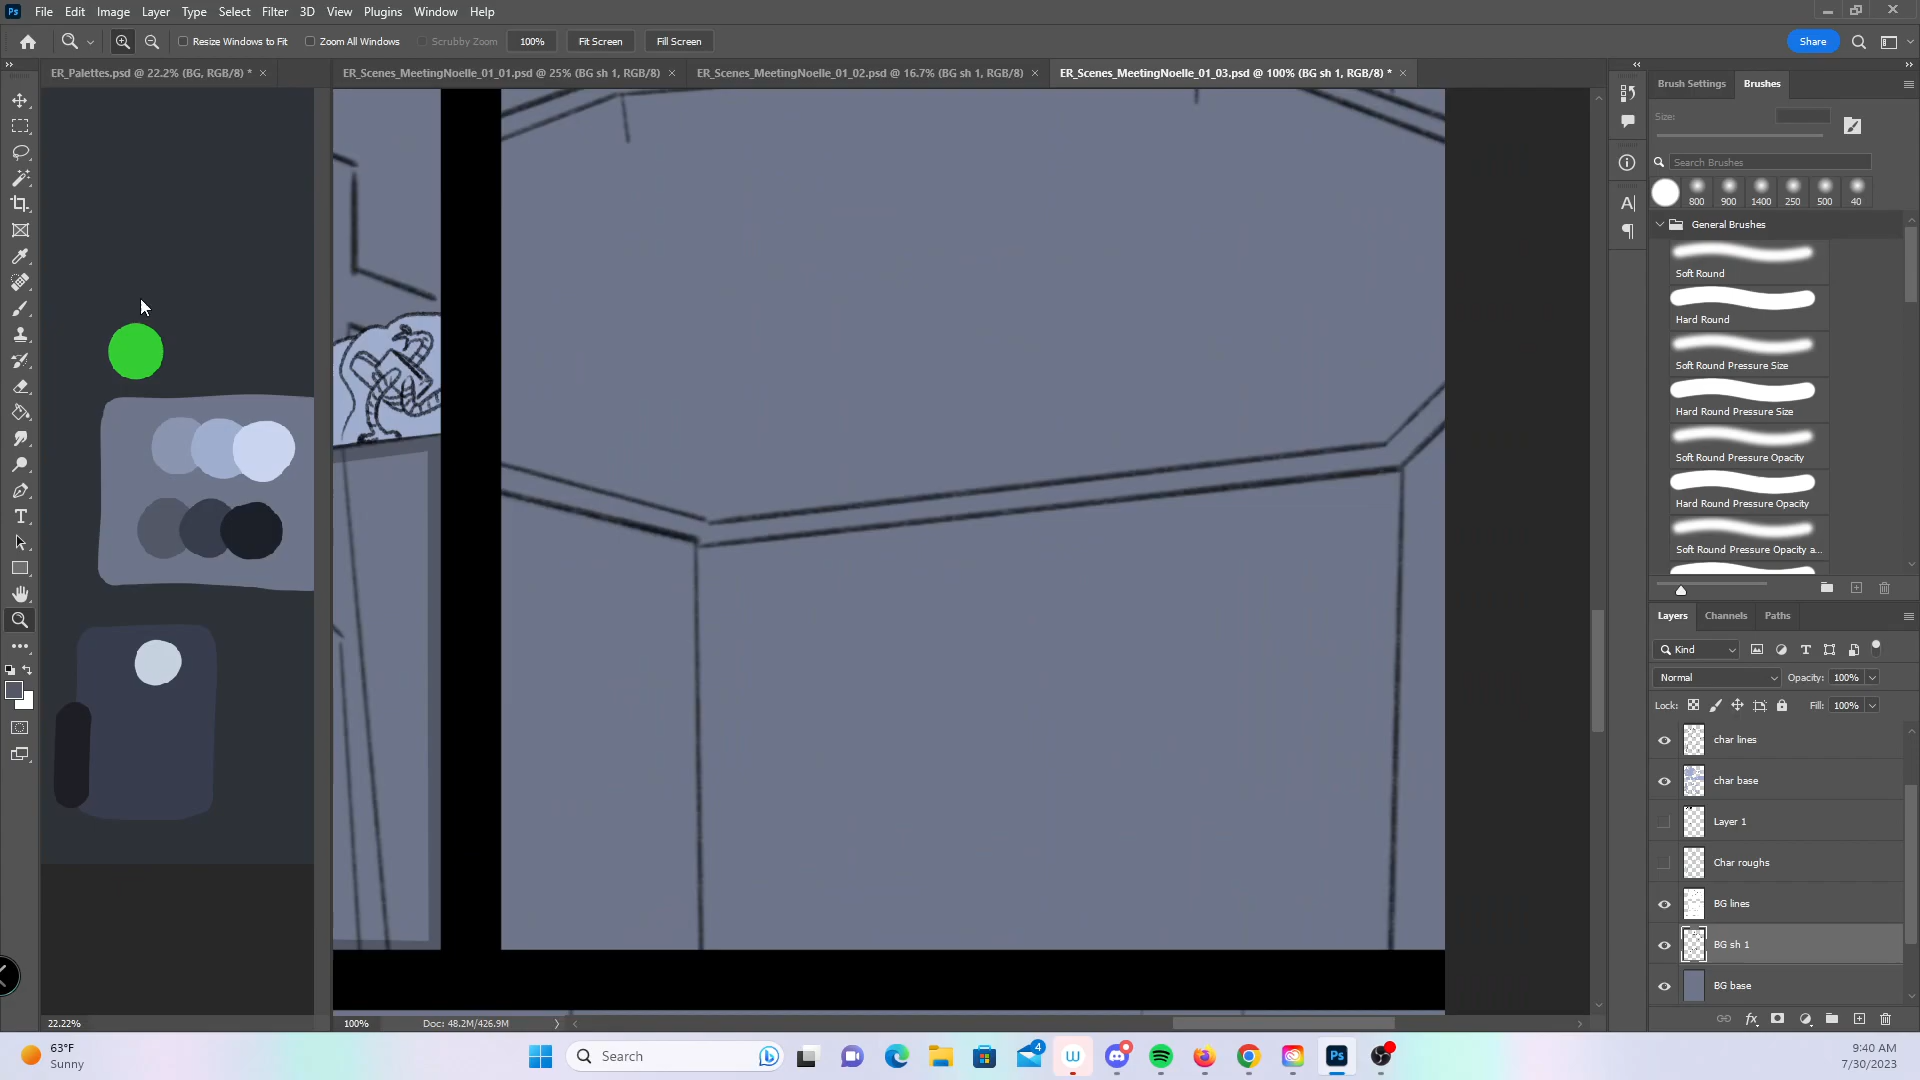 Ps File Edit Image Layer Type Select Filter 3D View Plugins Window Help
Resize Windows to Fit Zoom All Windows Scrubby Zoom 100% Fit Screen Fill Screen Share
ER_Palettes.psd @ 22.2% (BG, RGB/8) * ER_Scenes_MeetingNoelle_01_01.psd @ 25% (BG sh 1, RGB/8) ER_Scenes_MeetingNoelle_01_02.psd @ 16.7% (BG sh 1, RGB/8) ER_Scenes_MeetingNoelle_01_03.psd @ 100% (BG sh 1, RGB/8) *
Brush Settings Brushes
Size:
Search Brushes
800 900 1400 250 500 40
General Brushes
Soft Round
Hard Round
Soft Round Pressure Size
Hard Round Pressure Size
Soft Round Pressure Opacity
Hard Round Pressure Opacity
Soft Round Pressure Opacity a...
Layers Channels Paths
Kind
Normal Opacity: 100%
Lock: Fill: 100%
char lines
char base
Layer 1
Char roughs
BG lines
BG sh 1
BG base
22.22% 100% Doc: 48.2M/426.9M
63°F
Sunny
Search
4
Ps
9:40 AM
7/30/2023